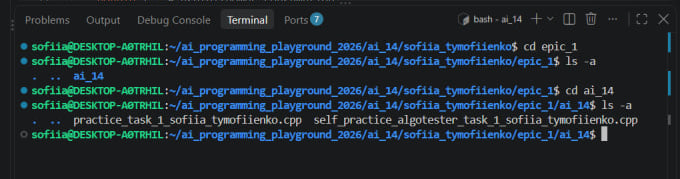 Problems Output Debug Console Terminal Ports 7 bash - ai_14
sofiia@DESKTOP-A0TRHIL:~/ai_programming_playground_2026/ai_14/sofiia_tymofiienko$ cd epic_1
sofiia@DESKTOP-A0TRHIL:~/ai_programming_playground_2026/ai_14/sofiia_tymofiienko/epic_1$ ls -a
. .. ai_14
sofiia@DESKTOP-A0TRHIL:~/ai_programming_playground_2026/ai_14/sofiia_tymofiienko/epic_1$ cd ai_14
sofiia@DESKTOP-A0TRHIL:~/ai_programming_playground_2026/ai_14/sofiia_tymofiienko/epic_1/ai_14$ ls -a
. .. practice_task_1_sofiia_tymofiienko.cpp self_practice_algotester_task_1_sofiia_tymofiienko.cpp
sofiia@DESKTOP-A0TRHIL:~/ai_programming_playground_2026/ai_14/sofiia_tymofiienko/epic_1/ai_14$